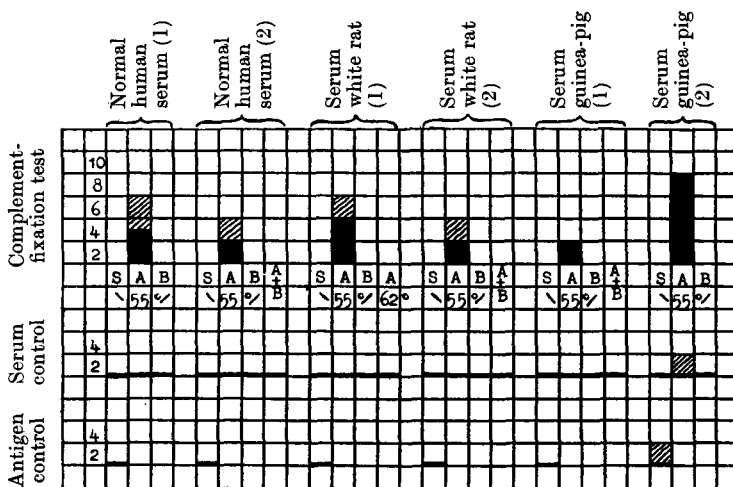 Normal human serum (1)
Normal human serum (2)
Serum white rat (1)
Serum white rat (2)
Serum guinea-pig (1)
Serum guinea-pig (2)
Complement-fixation test
10
8
6
4
2
S A B S A B A+B S A B A S A B A+B S A B A+B S A B
55° 55° 55° 62° 55° 55° 55°
Serum control
4
2
Antigen control
4
2